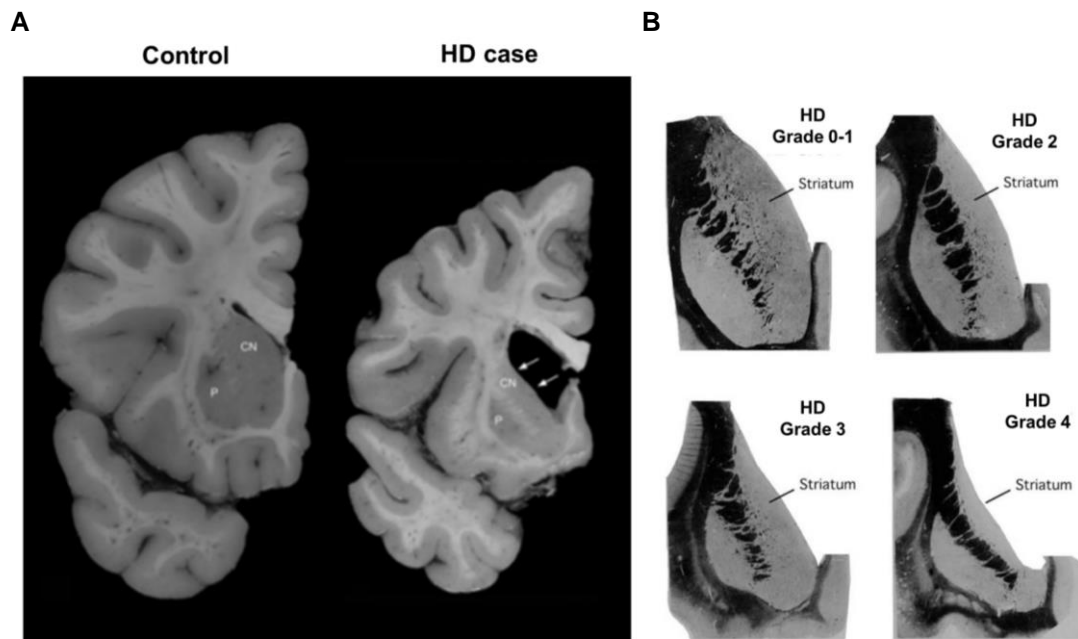 A
Control
HD case
CN
P
CN
P
B
HD
Grade 0-1
Striatum
HD
Grade 2
Striatum
HD
Grade 3
Striatum
HD
Grade 4
Striatum